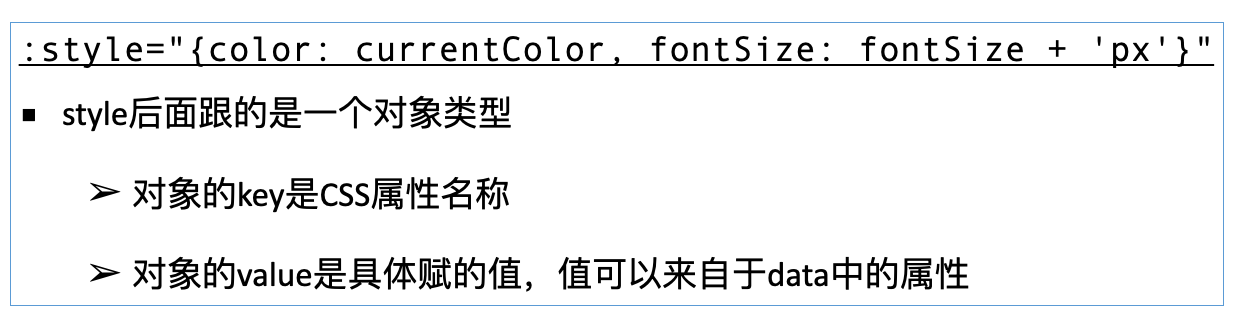 :style="{color: currentColor, fontSize: fontSize + 'px'}"
▪ style后面跟的是一个对象类型
➢ 对象的key是CSS属性名称
➢ 对象的value是具体赋的值，值可以来自于data中的属性